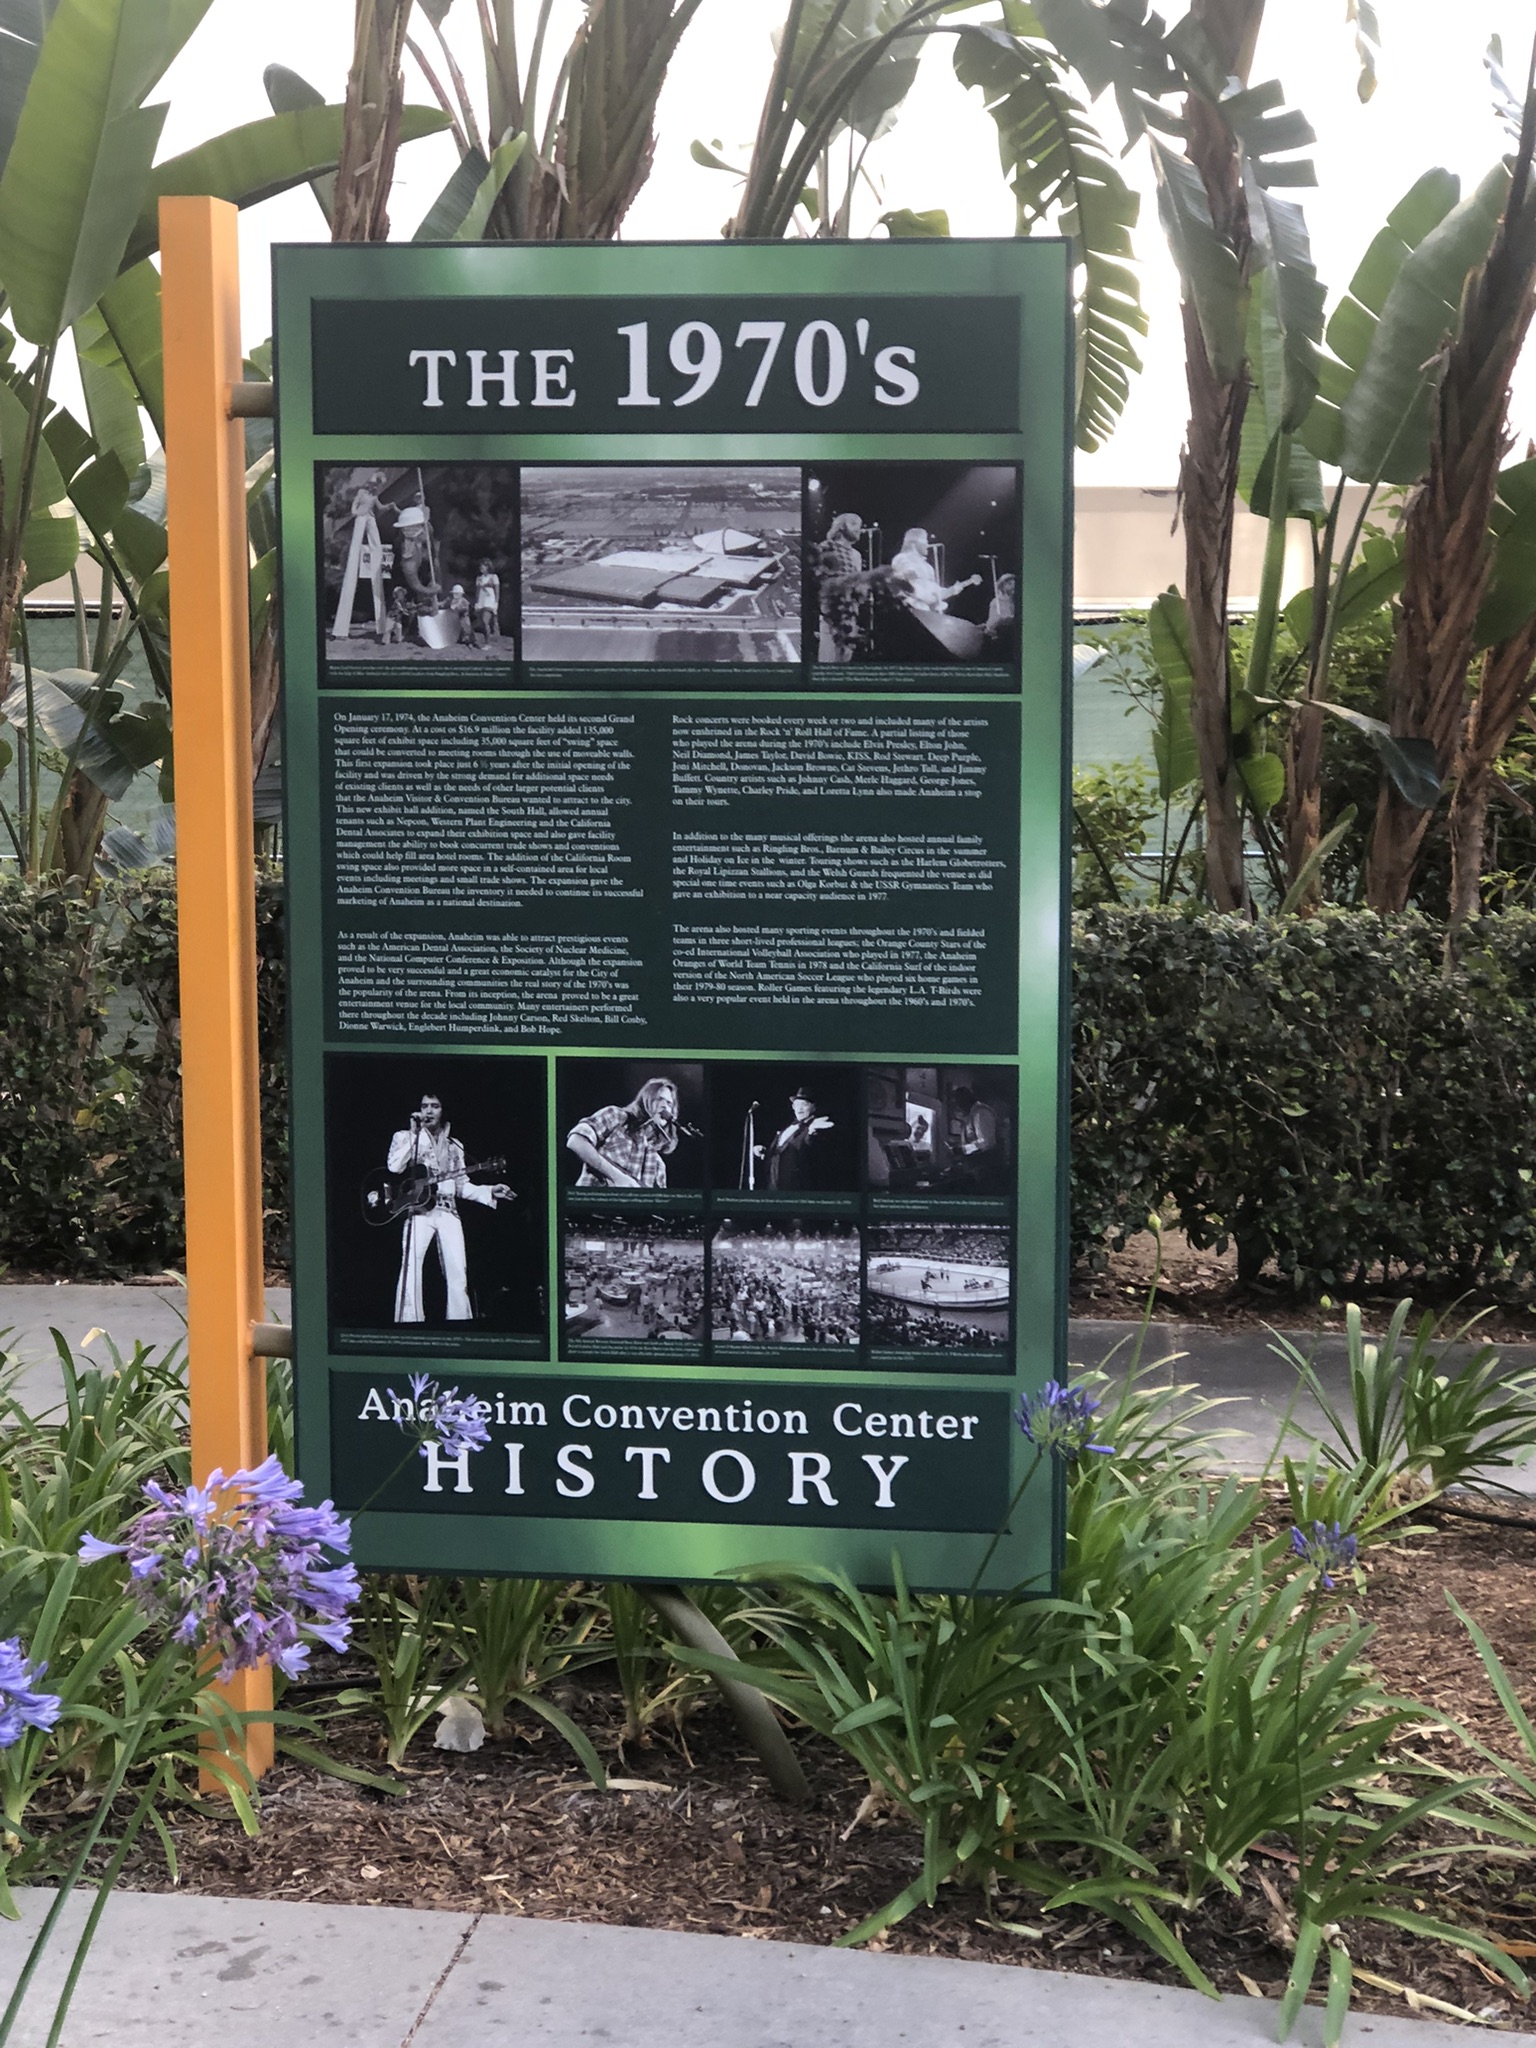 THE 1970's
On January 17, 1974, the Anaheim Convention Center held its second Grand
Opening ceremony. At a cost on $16.9 million the facility added 135,000
square feet of exhibit space including 35,000 square feet of "swing" space
that could be converted to meeting rooms through the use of moveable walls.
This first expansion took place just 6 ½ years after the initial opening of the
facility and was driven by the strong demand for additional space needs
of existing clients as well as the needs of other larger potential clients
that the Anaheim Visitor & Convention Bureau wanted to attract to the city.
This new exhibit hall addition, named the South Hall, allowed annual
tenants such as Nepcon, Western Plant Engineering and the California
Dental Associates to expand their exhibition space and also gave facility
management the ability to book concurrent trade shows and conventions
which could help fill area hotel rooms. The addition of the California Room
swing space also provided more space in a self-contained area for local
events including meetings and small trade shows. The expansion gave the
Anaheim Convention Bureau the inventory it needed to continue its successful
marketing of Anaheim as a national destination.
As a result of the expansion, Anaheim was able to attract prestigious events
such as the American Dental Association, the Society of Nuclear Medicine,
and the National Computer Conference & Exposition. Although the expansion
proved to be very successful and a great economic catalyst for the City of
Anaheim and the surrounding communities the real story of the 1970's was
the popularity of the arena. From its inception, the arena proved to be a great
entertainment venue for the local community. Many entertainers performed
there throughout the decade including Johnny Carson, Red Skelton, Bill Cosby,
Dionne Warwick, Englebert Humperdink, and Bob Hope.
Rock concerts were booked every week or two and included many of the artists
now enshrined in the Rock 'n' Roll Hall of Fame. A partial listing of those
who played the arena during the 1970's include Elvis Presley, Elton John,
Neil Diamond, James Taylor, David Bowie, KISS, Rod Stewart, Deep Purple,
Joni Mitchell, Donovan, Jackson Browne, Cat Stevens, Jethro Tull, and Jimmy
Buffett. Country artists such as Johnny Cash, Merle Haggard, George Jones,
Tammy Wynette, Charley Pride, and Loretta Lynn also made Anaheim a stop
on their tours.
In addition to the many musical offerings the arena also hosted annual family
entertainment such as Ringling Bros., Barnum & Bailey Circus in the summer
and Holiday on Ice in the winter. Touring shows such as the Harlem Globetrotters,
the Royal Lipizzan Stallions, and the Welsh Guards frequented the venue as did
special one time events such as Olga Korbut & the USSR Gymnastics Team who
gave an exhibition to a near capacity audience in 1977.
The arena also hosted many sporting events throughout the 1970's and fielded
teams in three short-lived professional leagues; the Orange County Stars of the
co-ed International Volleyball Association who played in 1977, the Anaheim
Oranges of World Team Tennis in 1978 and the California Surf of the indoor
version of the North American Soccer League who played six home games in
their 1979-80 season. Roller Games featuring the legendary L.A. T-Birds were
also a very popular event held in the arena throughout the 1960's and 1970's.
Anaheim Convention Center
HISTORY